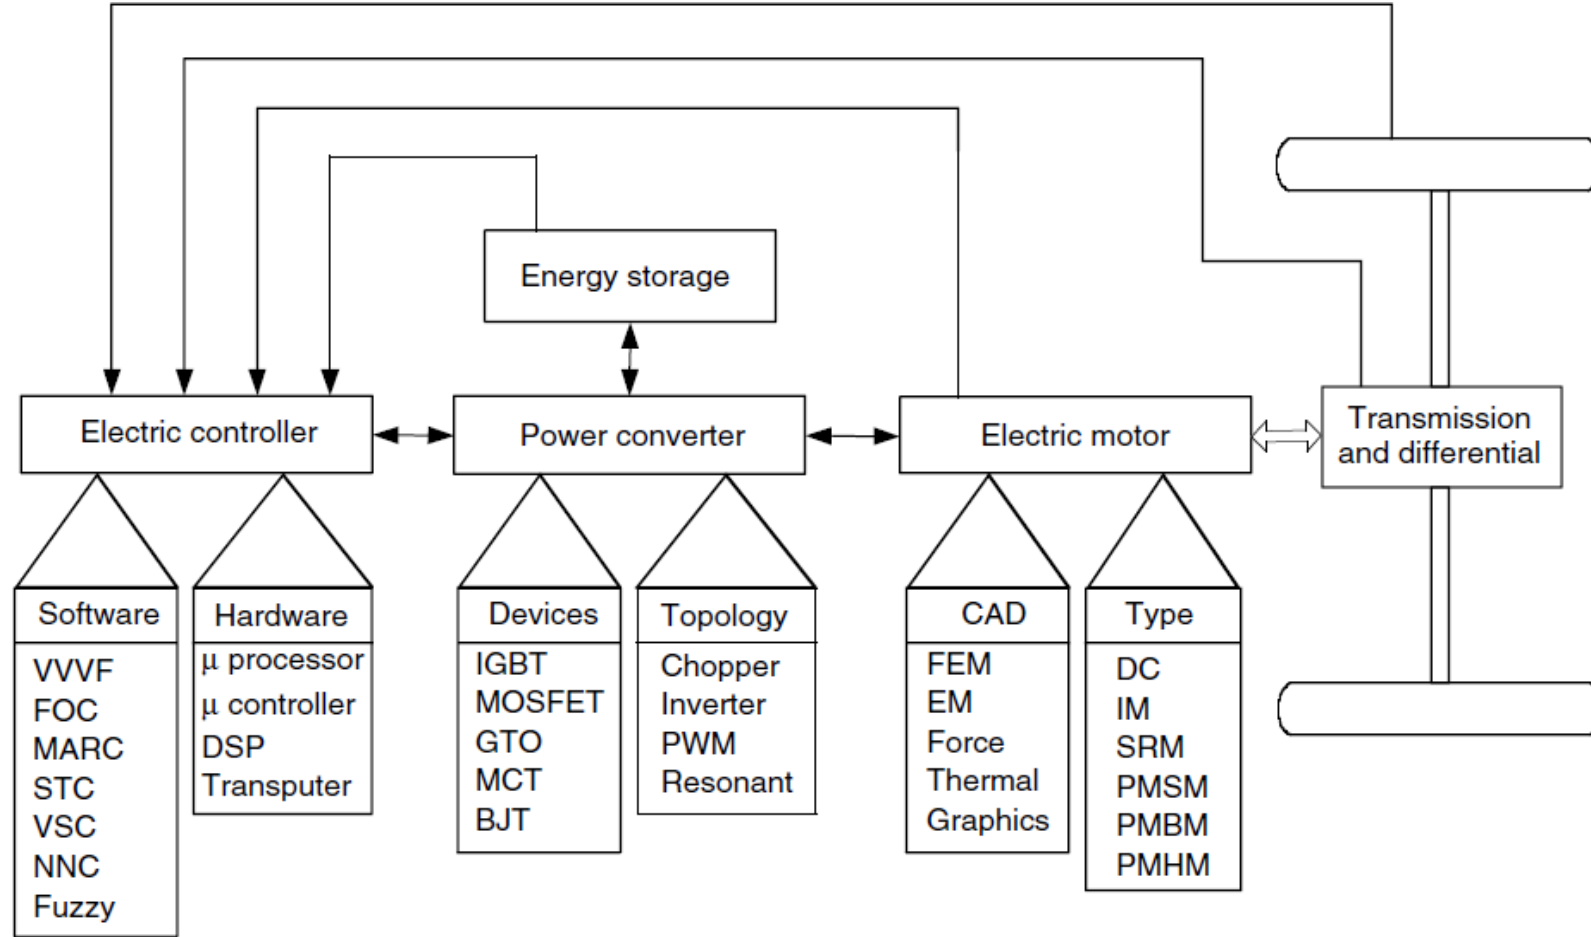 Energy storage
Electric controller
Power converter
Electric motor
Transmission
and differential
Software
VVVF
FOC
MARC
STC
VSC
NNC
Fuzzy
Hardware
μ processor
μ controller
DSP
Transputer
Devices
IGBT
MOSFET
GTO
MCT
BJT
Topology
Chopper
Inverter
PWM
Resonant
CAD
FEM
EM
Force
Thermal
Graphics
Type
DC
IM
SRM
PMSM
PMBM
PMHM